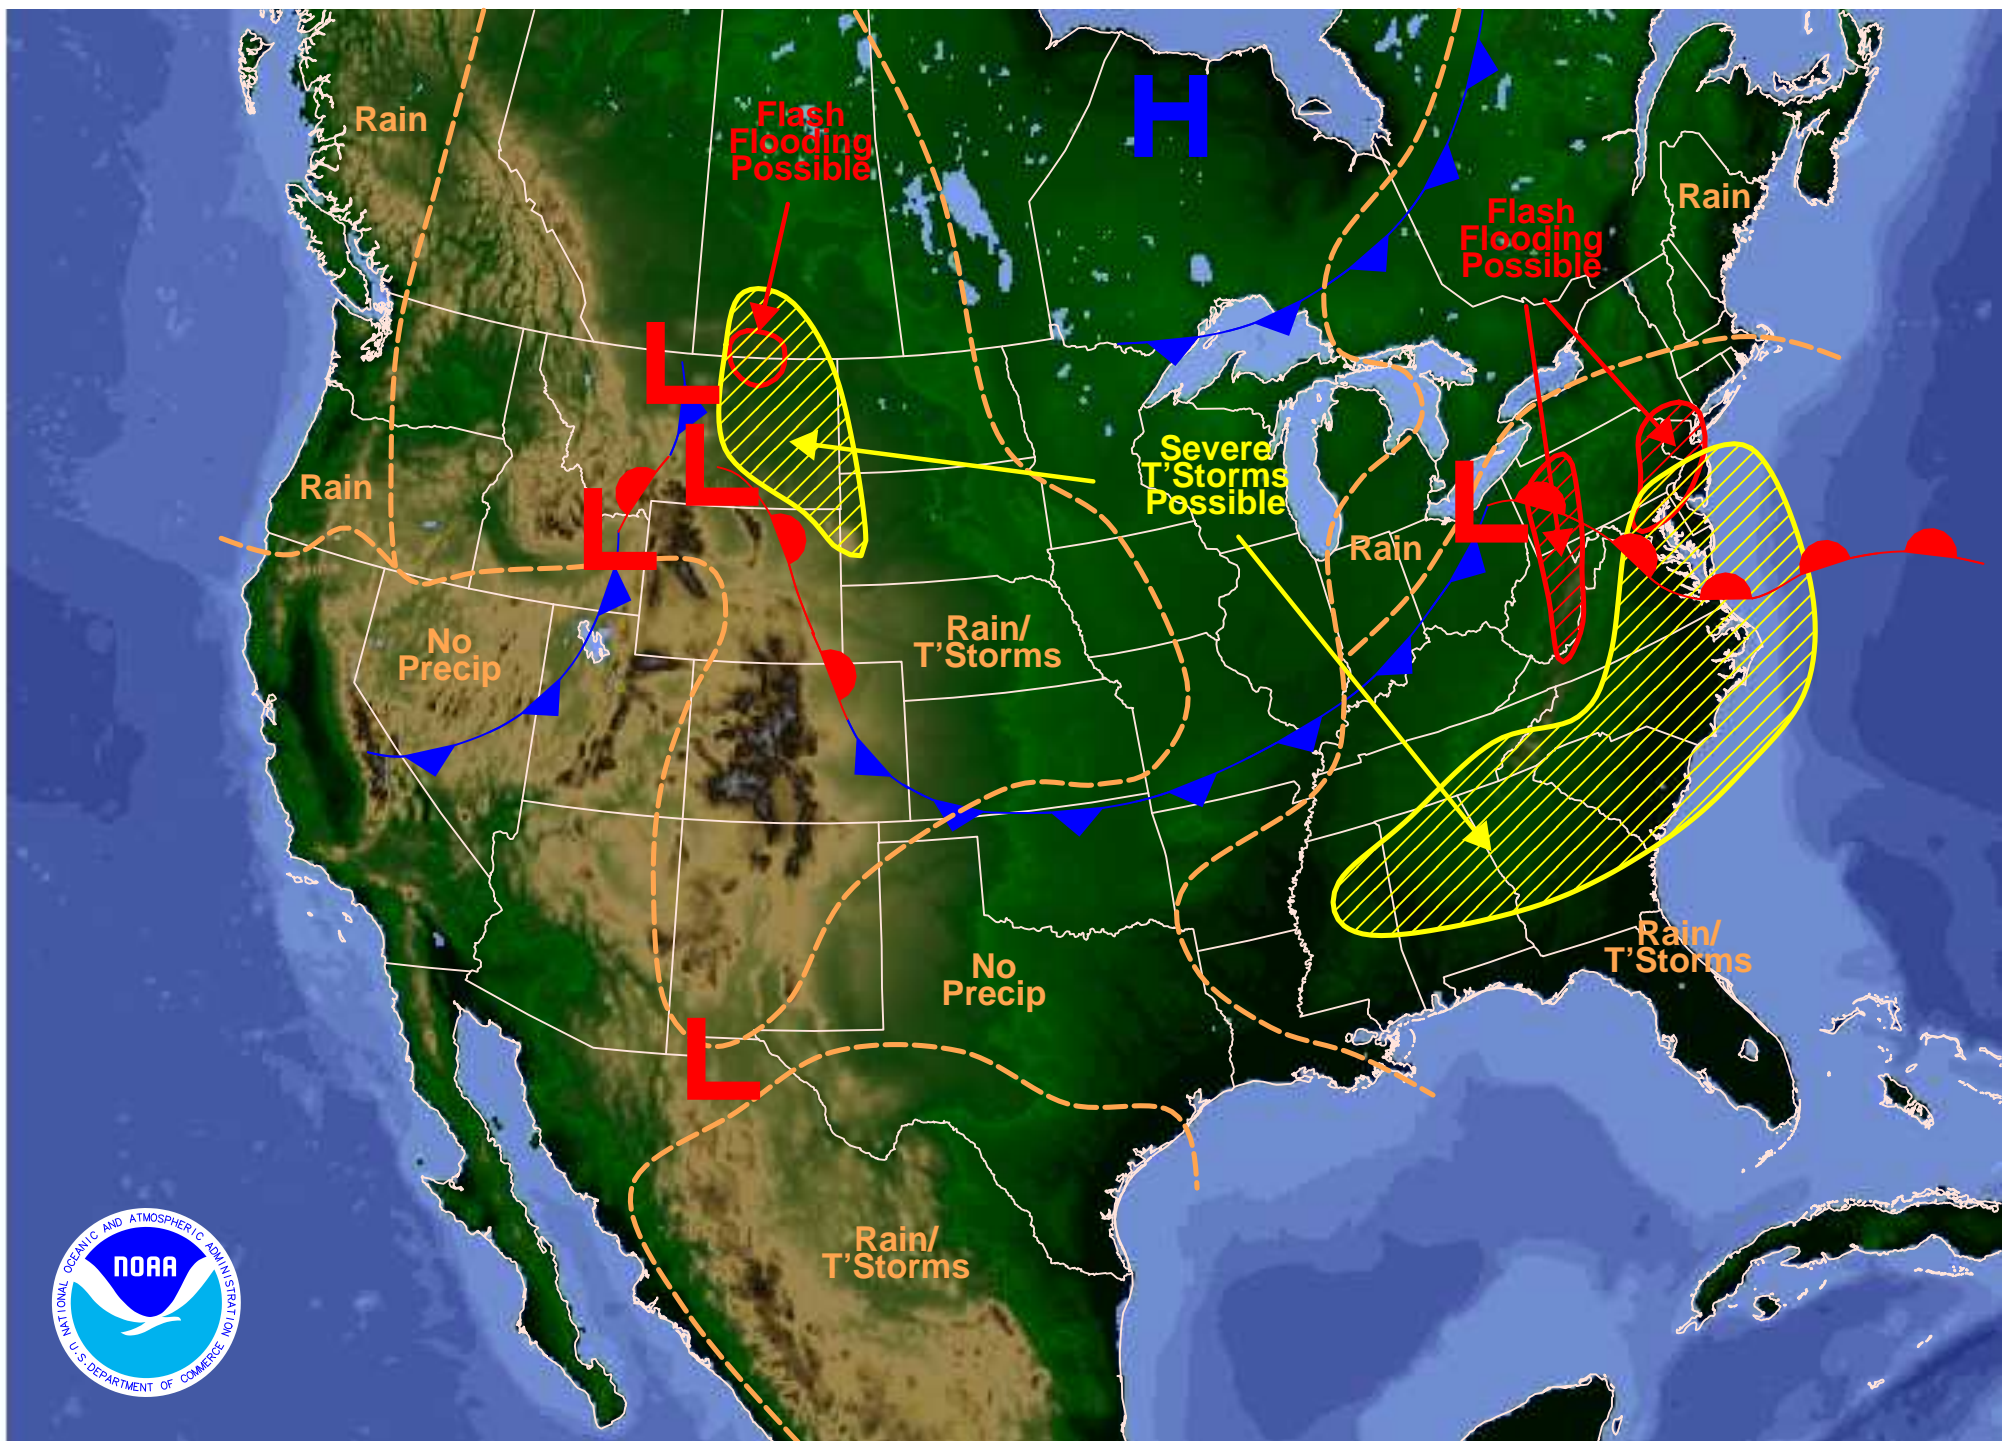 H
Rain
Flash
Flooding
Possible
Rain
Flash
Flooding
Possible
L
L
L
L
Severe
T'Storms
Possible
Rain
Rain
No
Precip
Rain/
T'Storms
Rain/
T'Storms
No
Precip
L
Rain/
T'Storms
NATIONAL OCEANIC AND ATMOSPHERIC ADMINISTRATION
NOAA
U.S. DEPARTMENT OF COMMERCE